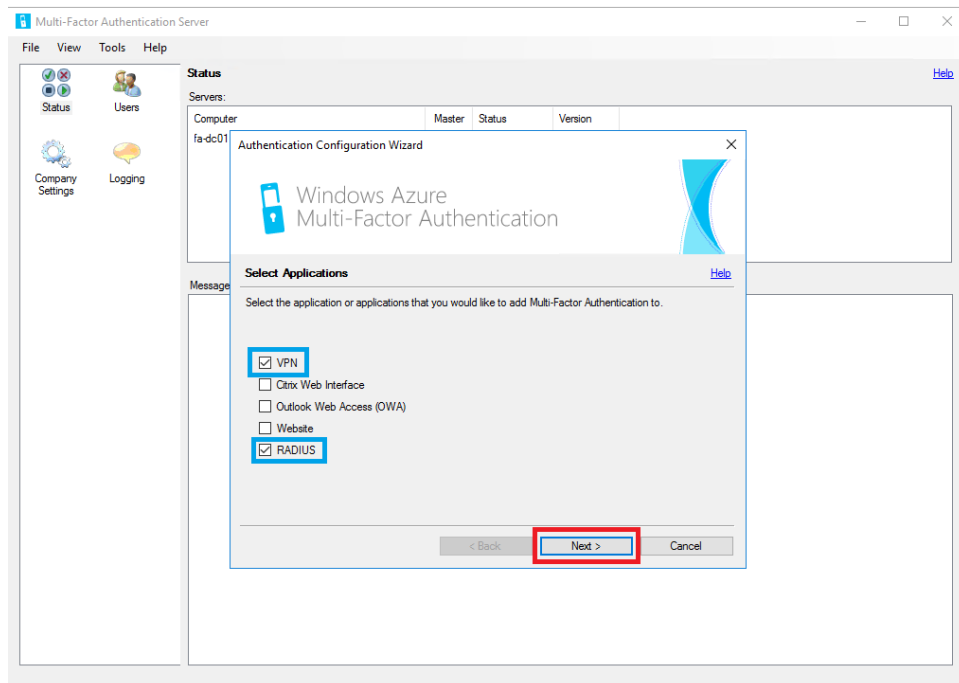 Multi-Factor Authentication Server
File View Tools Help
Status
Users
Company
Settings
Logging
Status
Help
Servers:
Computer Master Status Version
fa-dc01
Message
Authentication Configuration Wizard
Windows Azure
Multi-Factor Authentication
Select Applications
Help
Select the application or applications that you would like to add Multi-Factor Authentication to.
VPN
Citrix Web Interface
Outlook Web Access (OWA)
Website
RADIUS
< Back Next > Cancel